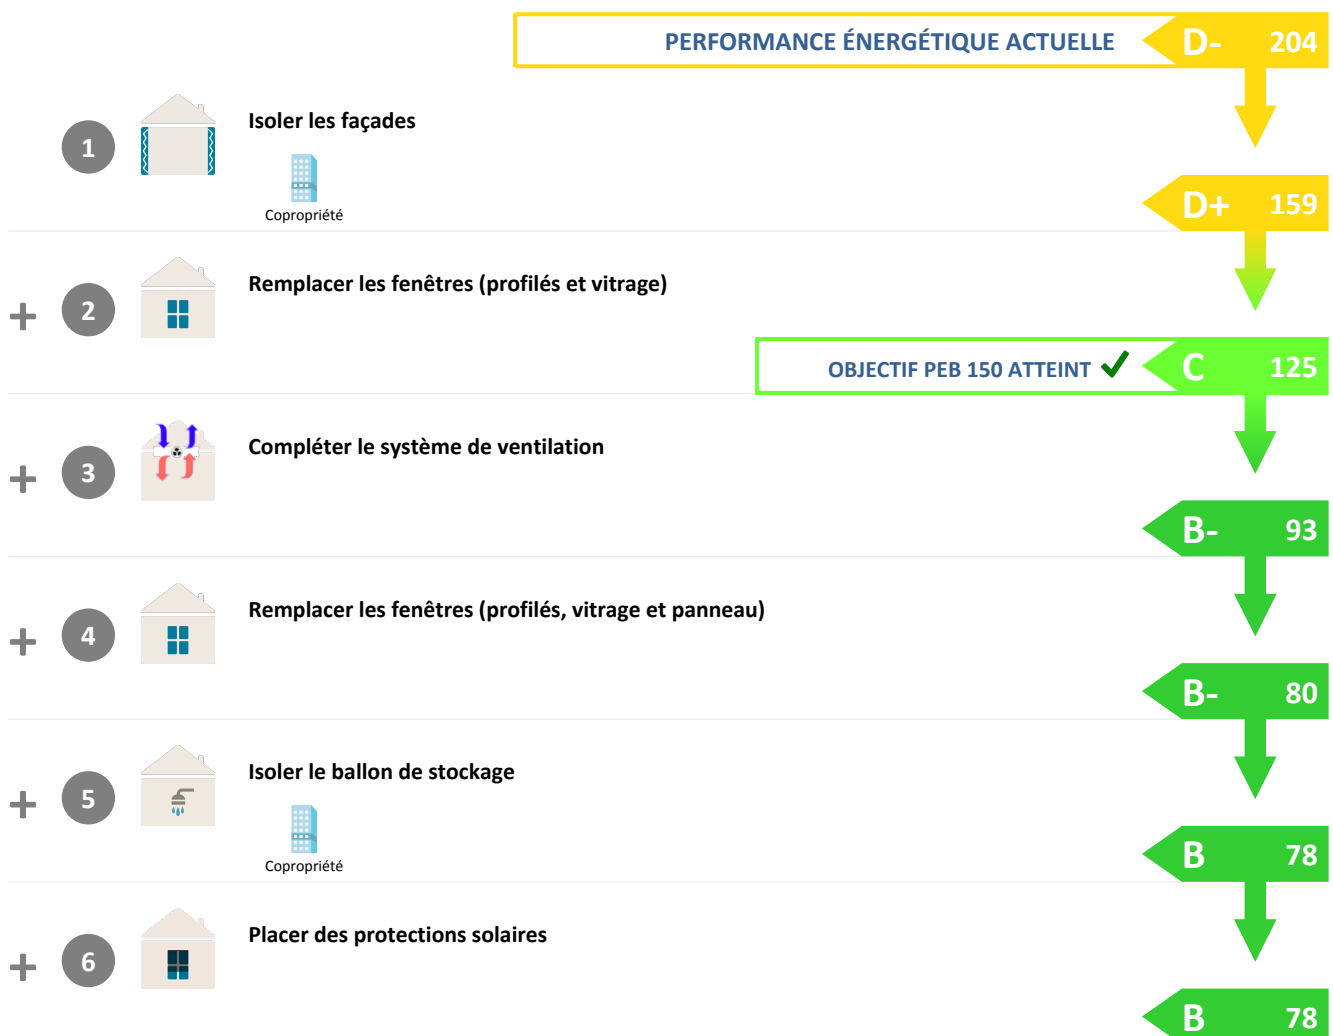 PERFORMANCE ÉNERGÉTIQUE ACTUELLE D- 204
1 Isoler les façades
Copropriété
D+ 159
+ 2 Remplacer les fenêtres (profilés et vitrage)
OBJECTIF PEB 150 ATTEINT ✔ C 125
+ 3 Compléter le système de ventilation
B- 93
+ 4 Remplacer les fenêtres (profilés, vitrage et panneau)
B- 80
+ 5 Isoler le ballon de stockage
Copropriété
B 78
+ 6 Placer des protections solaires
B 78